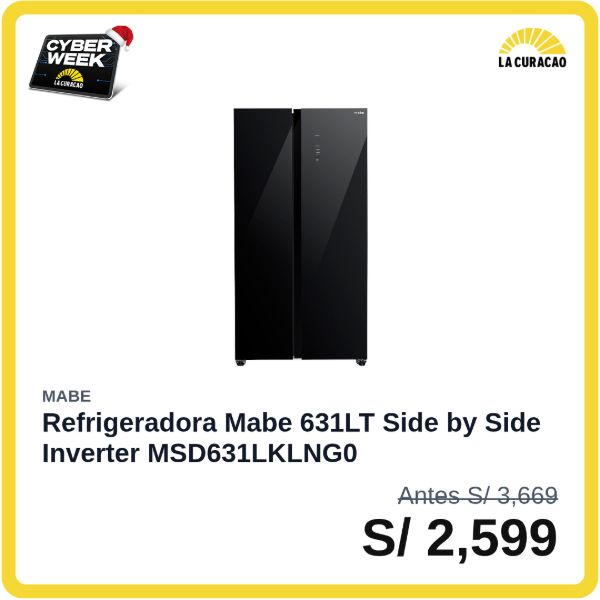 CYBER
WEEK
LA CURACAO
LA CURACAO
MABE
Refrigeradora Mabe 631LT Side by Side
Inverter MSD631LKLNG0
Antes S/ 3,669
S/ 2,599